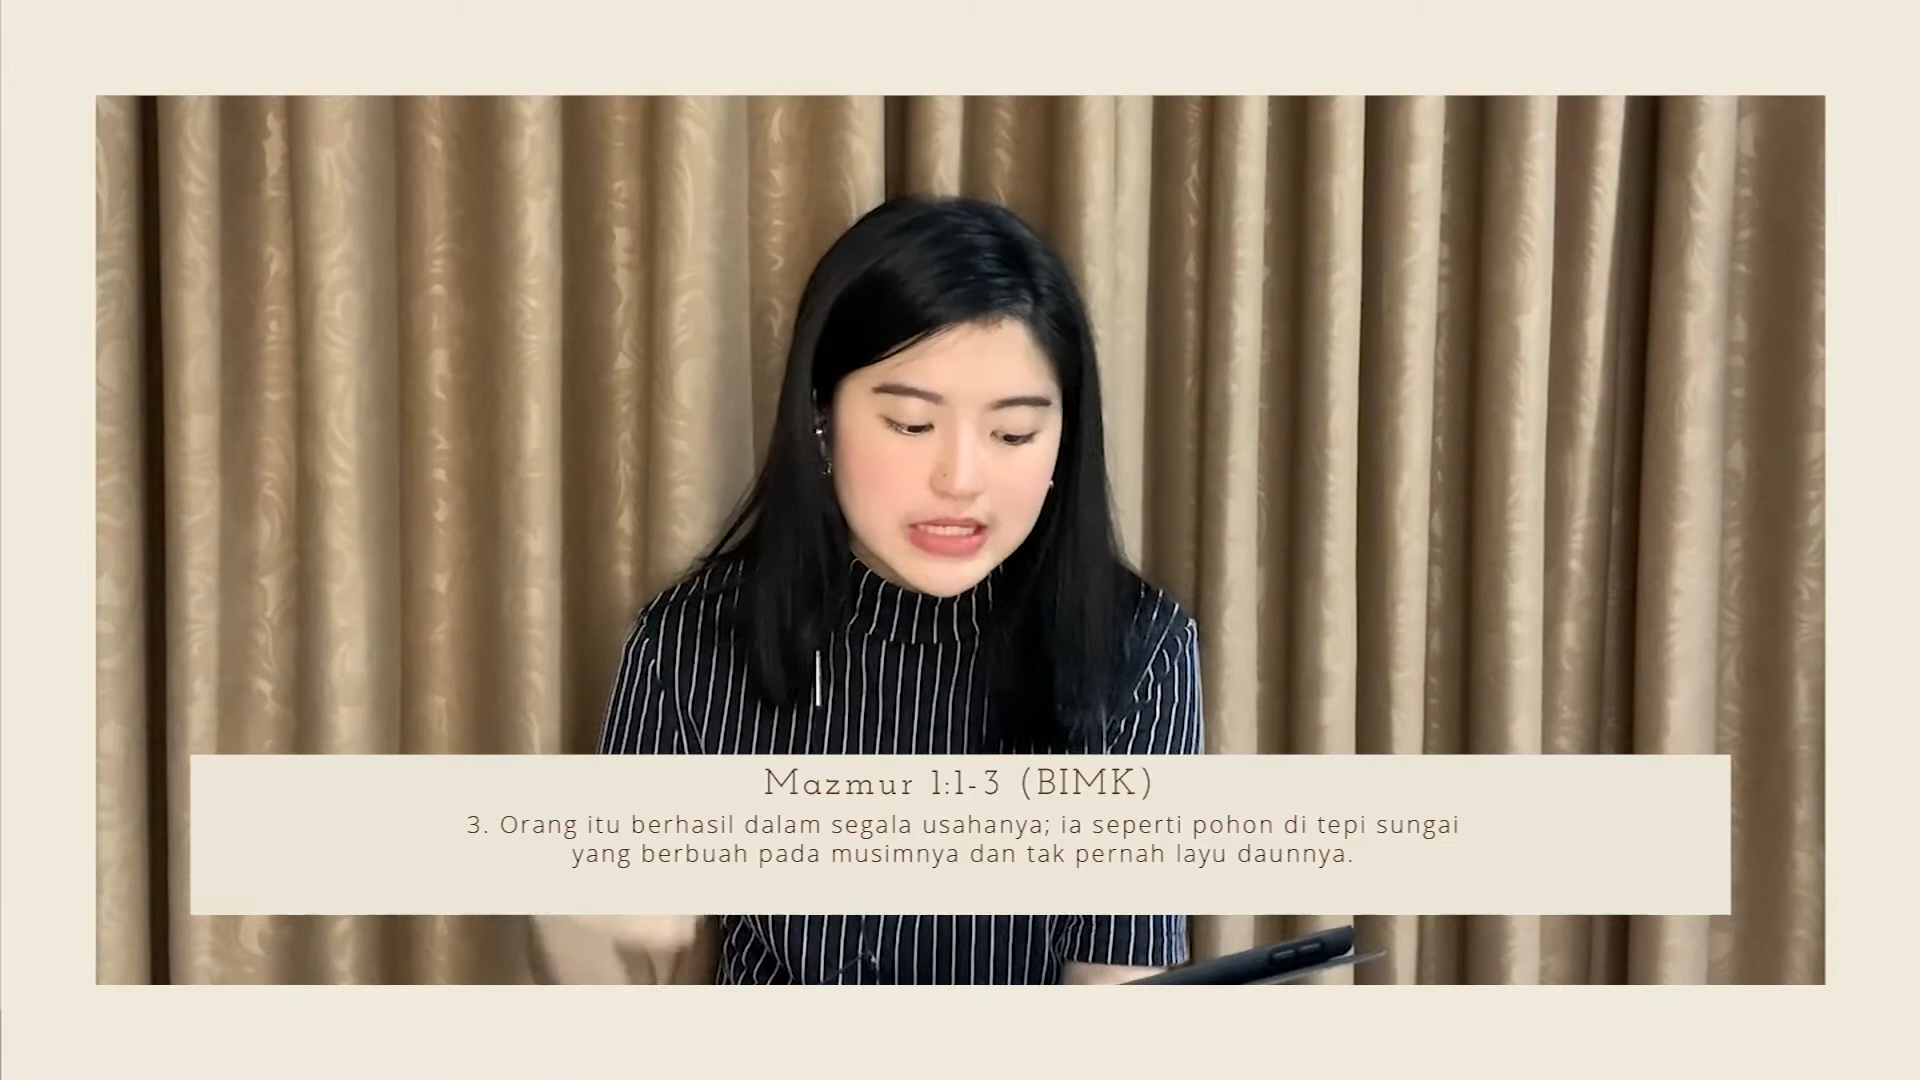 Mazmur 1:1-3 (BIMK)
3. Orang itu berhasil dalam segala usahanya; ia seperti pohon di tepi sungai
yang berbuah pada musimnya dan tak pernah layu daunnya.